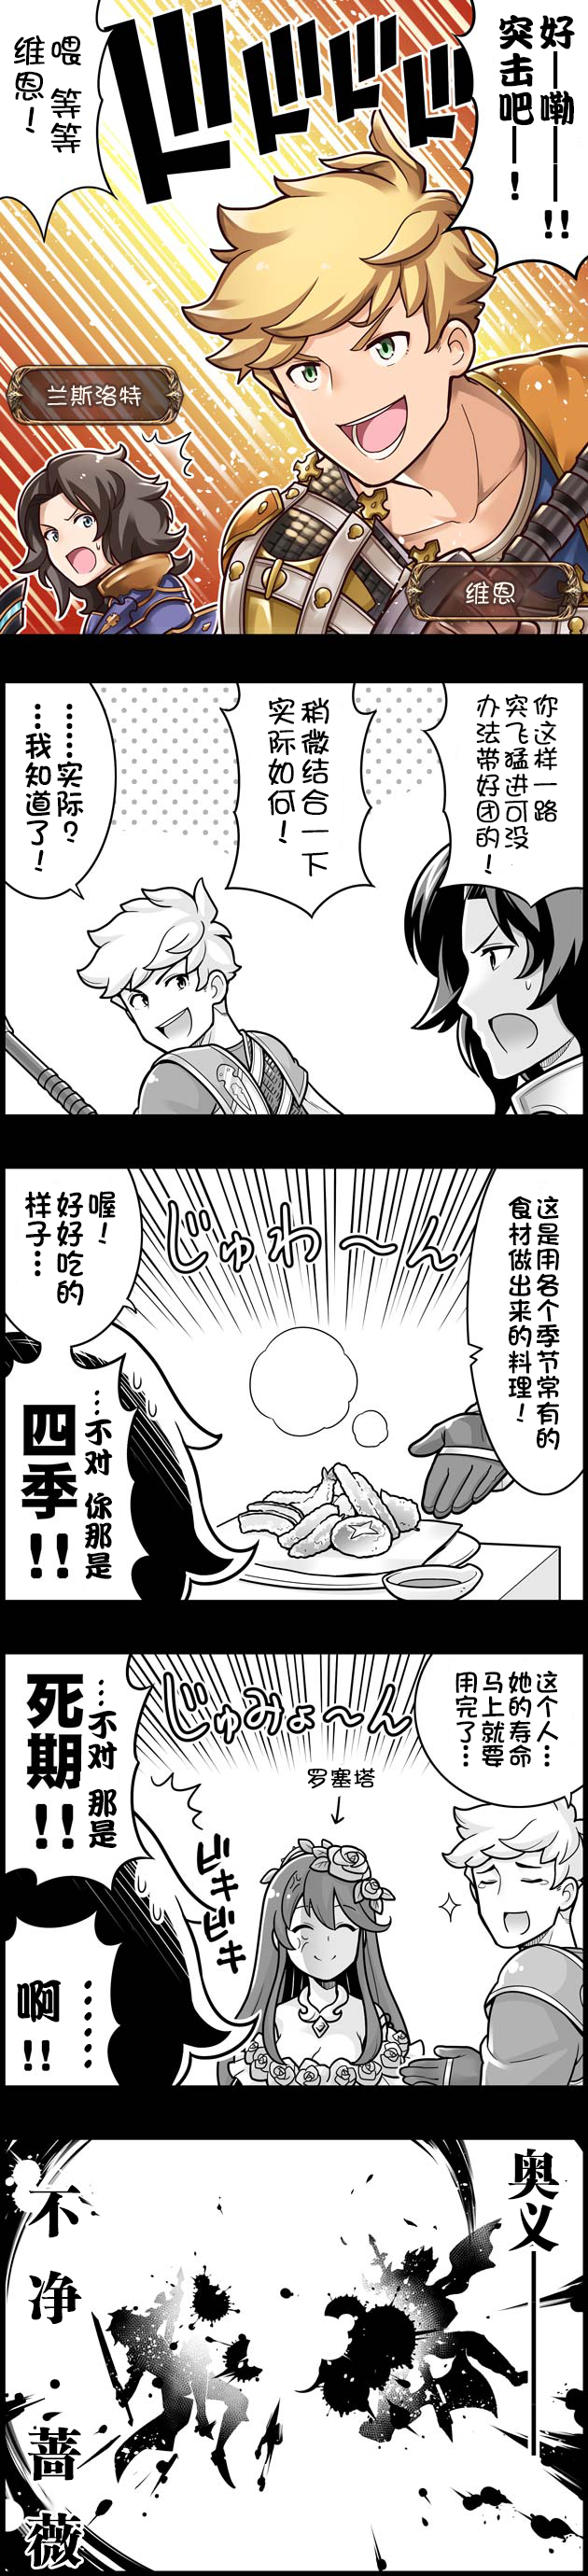 好—嘞——!!
突击吧——!
ドドドド
喂 等等
维恩!
兰斯洛特
维恩
你这样一路
突飞猛进可没
办法带好团的!
稍微结合一下
实际如何!
……实际?
…我知道了!
这是用各个季节常有的
食材做出来的料理!
じゅわ〜ん
喔!
好好吃的
样子…
…不对 你那是
四季!!
这个人…
她的寿命
马上就要
用完了…
じゅみょ〜ん
罗塞塔
↓
ビキビキ
…不对 那是
死期!!
……
啊!!
奥义——
不净·蔷薇